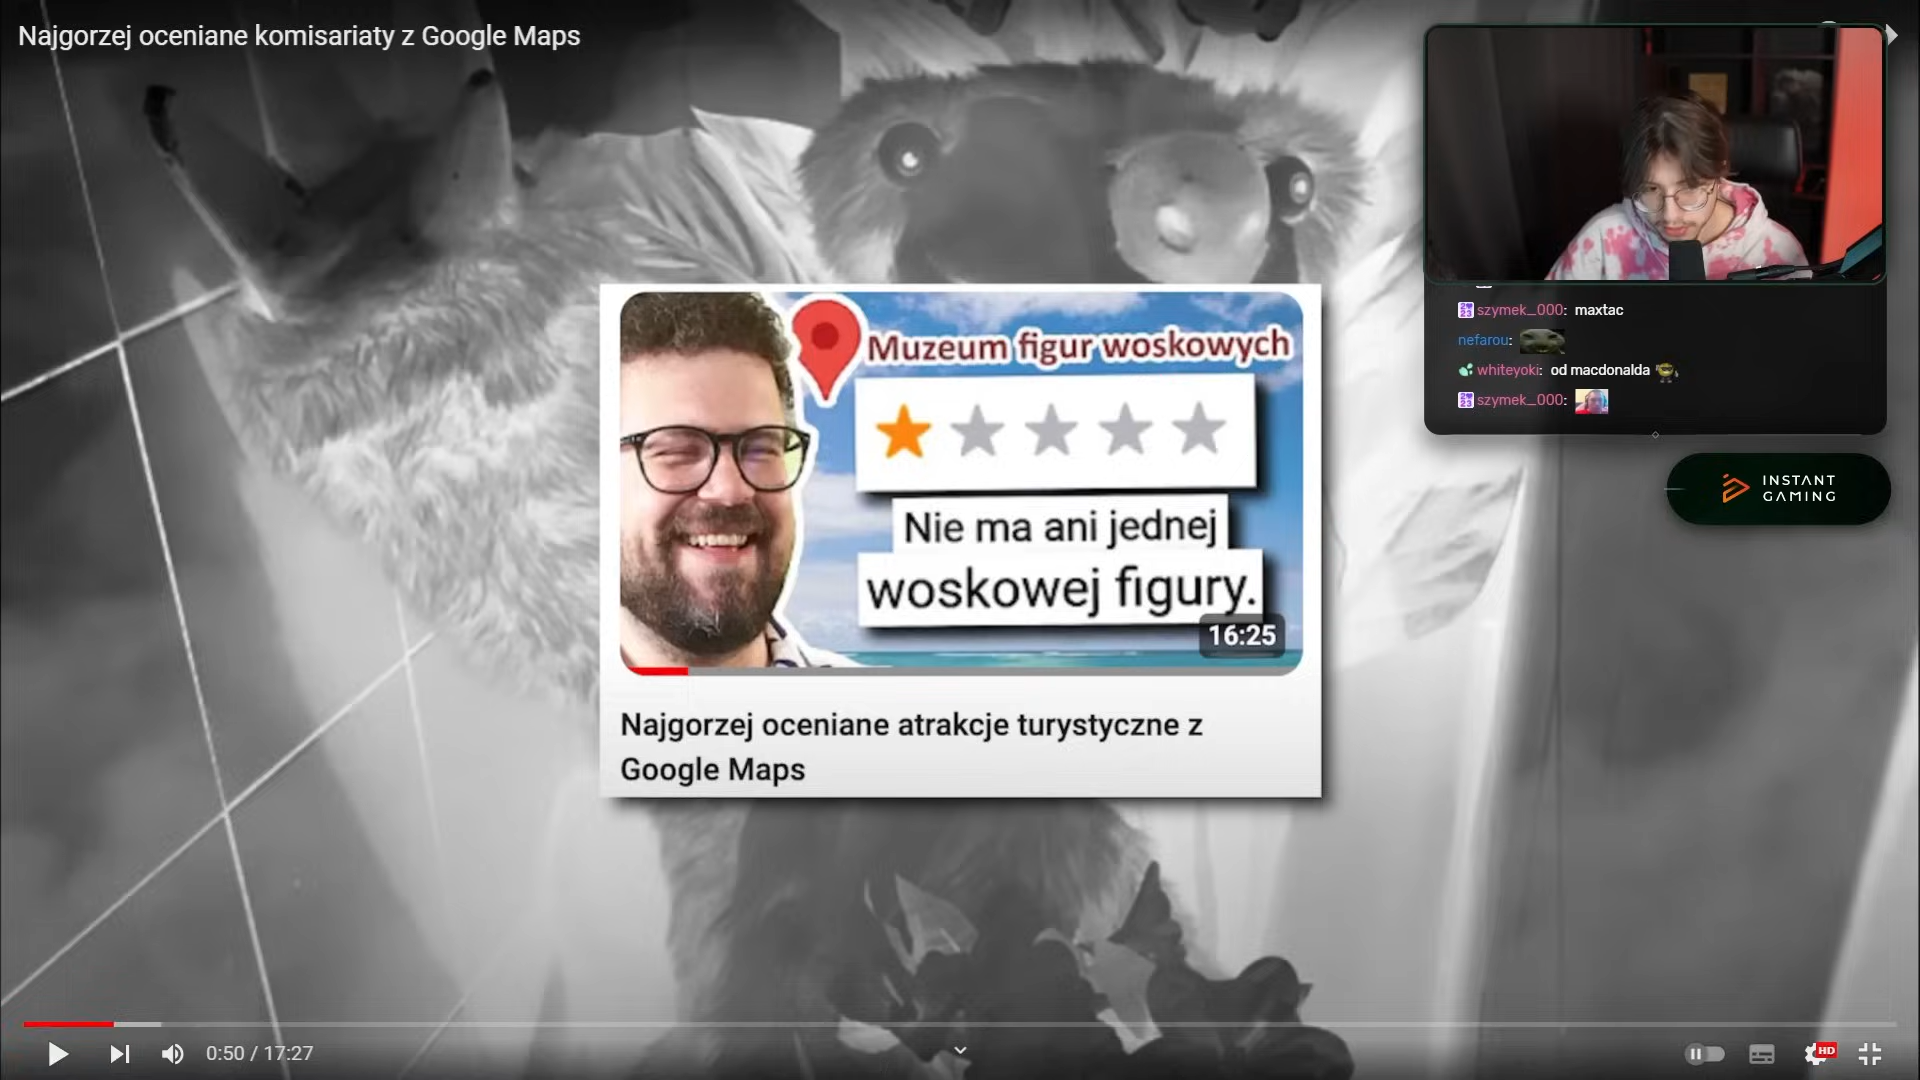 Najgorzej oceniane komisariaty z Google Maps
Muzeum figur woskowych
Nie ma ani jednej
woskowej figury.
16:25
Najgorzej oceniane atrakcje turystyczne z
Google Maps
szymek_000: maxtac
nefarou:
whiteyoki: od macdonalda
szymek_000:
INSTANT
GAMING
0:50 / 17:27
HD